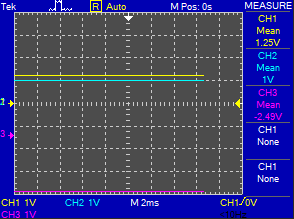 Tek R Auto M Pos: 0s MEASURE
CH1
Mean
1.25V
CH2
Mean
1V
CH3
Mean
-2.49V
CH1
None
CH1
None
2
3
CH1 1V CH2 1V M 2ms CH1-/0V
CH3 1V